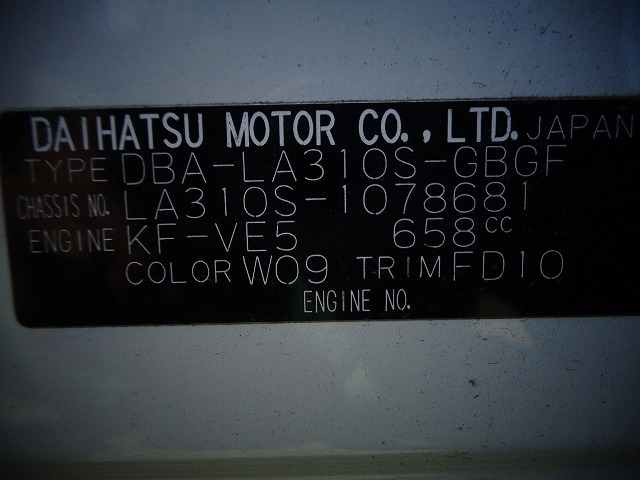 DAIHATSU MOTOR CO., LTD. JAPAN
TYPE DBA-LA310S-GBGF
CHASSIS NO. LA310S-1078681
ENGINE KF-VE5 658cc
COLOR W09 TRIM FD10
ENGINE NO.